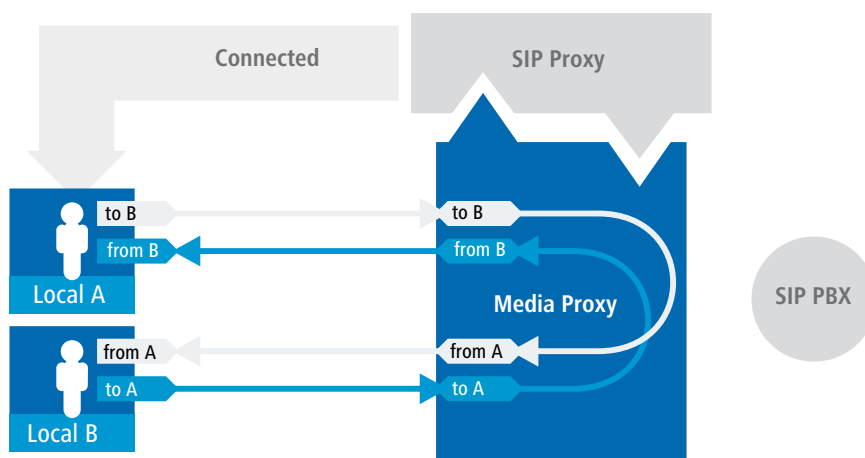 Connected
SIP Proxy
to B
to B
from B
from B
Local A
Media Proxy
SIP PBX
from A
from A
to A
to A
Local B